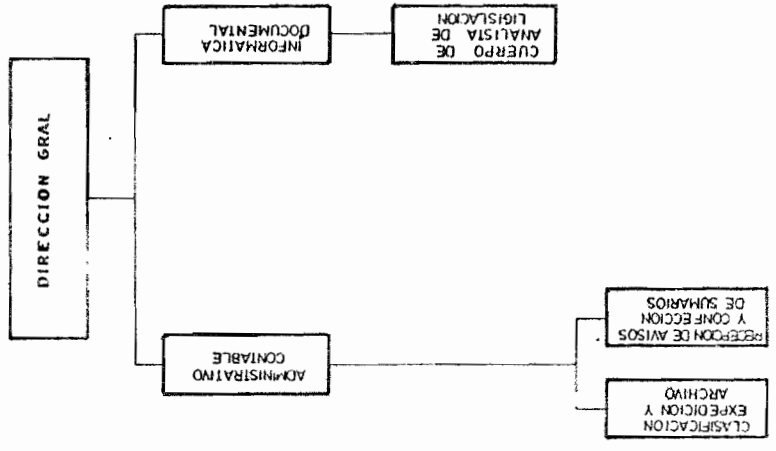 DIRECCION GRAL
INFORMATICA
DOCUMENTAL
CUERPO DE
ANALISTA DE
LIGISLACION
ADMINISTRATIVO
CONTABLE
RECEPCION DE AVISOS
Y CONFECCION
DE SUMARIOS
CLASIFICACION
EXPEDICION Y
ARCHIVO